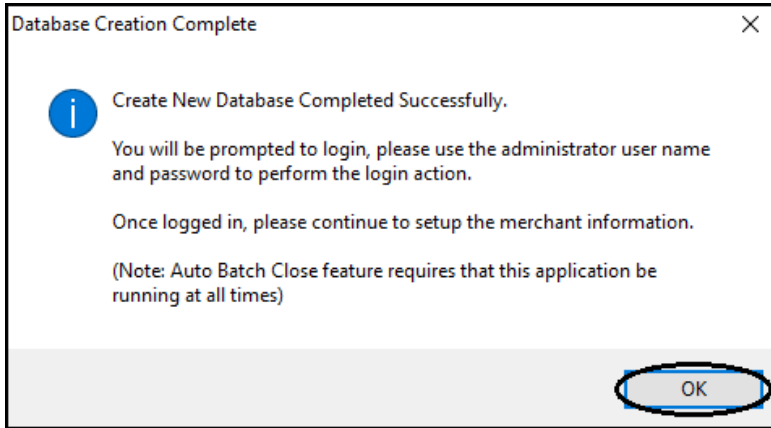 Database Creation Complete
Create New Database Completed Successfully.
You will be prompted to login, please use the administrator user name
and password to perform the login action.
Once logged in, please continue to setup the merchant information.
(Note: Auto Batch Close feature requires that this application be
running at all times)
OK